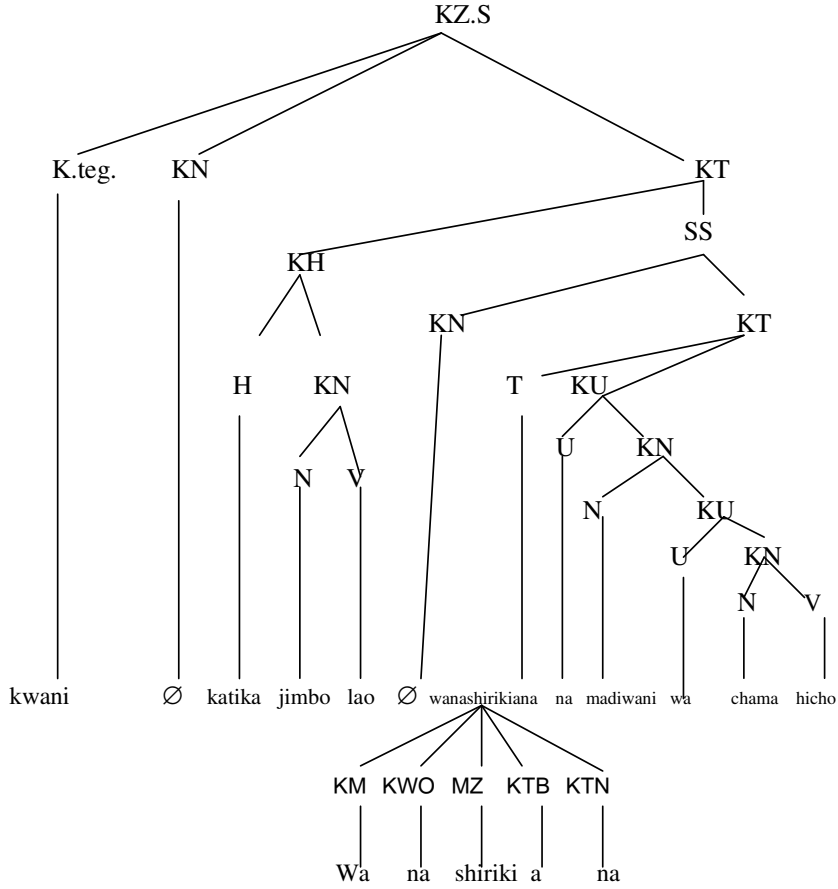 KZ.S
K.teg. KN KT
SS
KH
KN KT
H KN T KU
U KN
N V
N KU
U KN
N V
kwani ∅ katika jimbo lao ∅ wanashirikiana na madiwani wa chama hicho
KM KWO MZ KTB KTN
Wa na shiriki a na